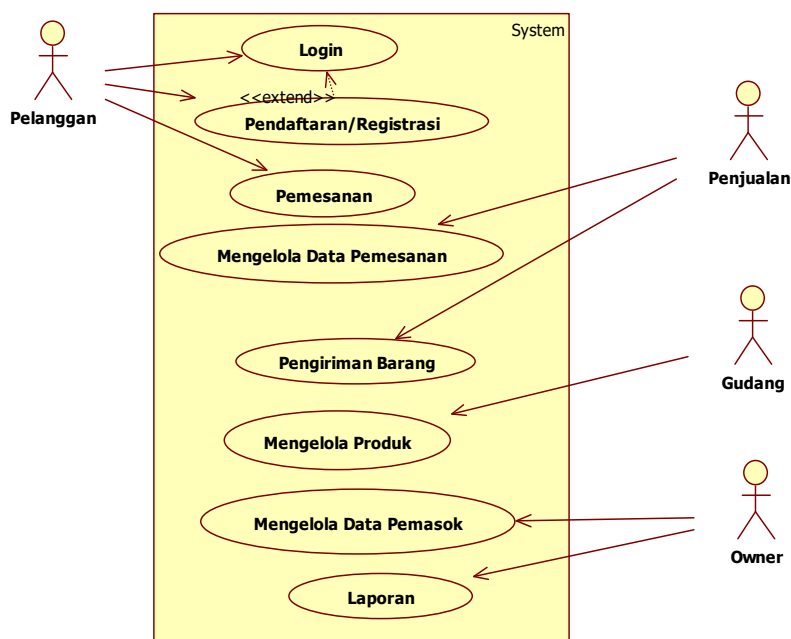 System
Login
<<extend>>
Pelanggan
Pendaftaran/Registrasi
Penjualan
Pemesanan
Mengelola Data Pemesanan
Pengiriman Barang
Gudang
Mengelola Produk
Mengelola Data Pemasok
Owner
Laporan